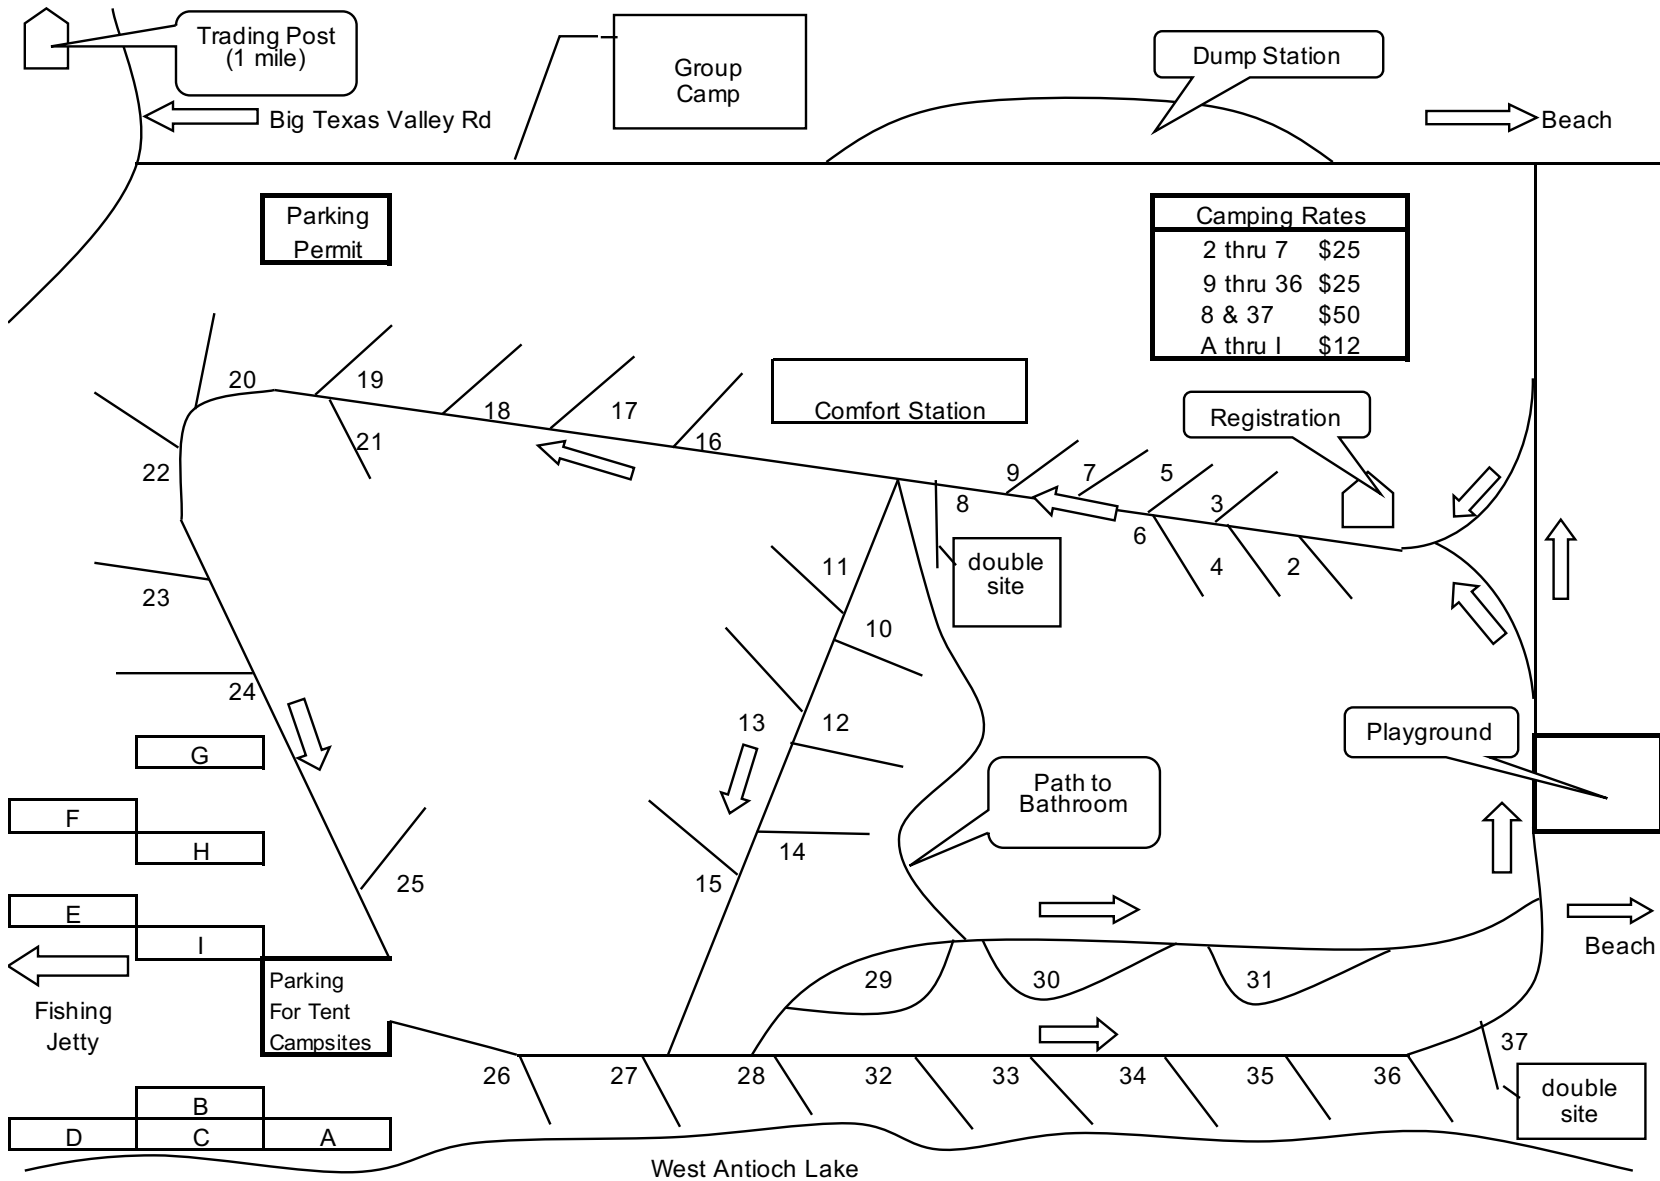 Trading Post
(1 mile)
Group
Camp
Dump Station
Big Texas Valley Rd
Beach
Parking
Permit
Camping Rates
2 thru 7 $25
9 thru 36 $25
8 & 37 $50
A thru I $12
20
19
18
17
16
21
22
Comfort Station
Registration
9
7
5
3
8
6
4
2
double
site
11
10
23
24
13
12
Playground
G
F
H
Path to
Bathroom
14
15
25
E
I
Beach
Fishing
Jetty
Parking
For Tent
Campsites
29
30
31
37
26
27
28
32
33
34
35
36
double
site
B
D
C
A
West Antioch Lake